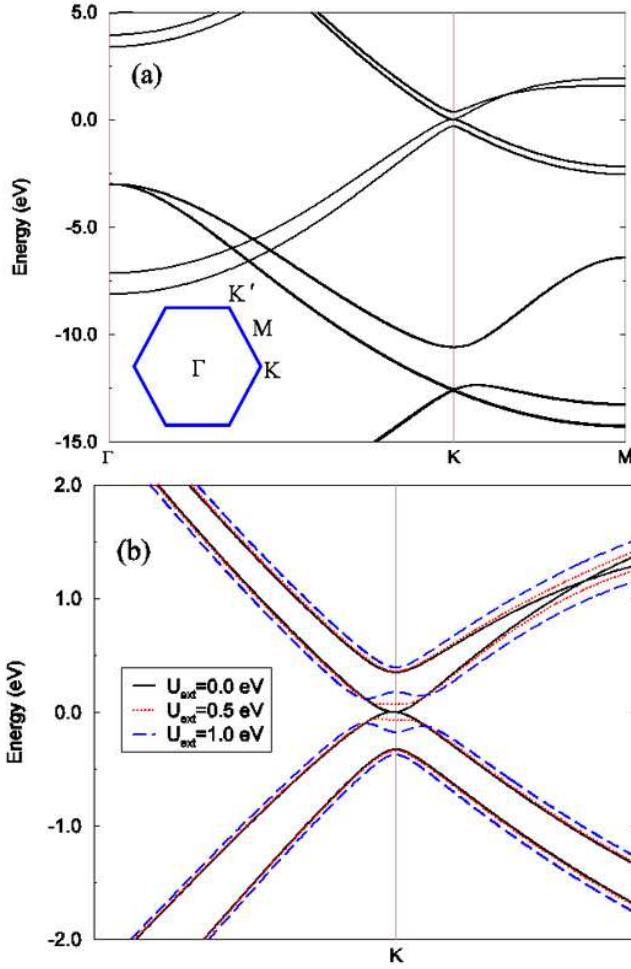 5.0
(a)
0.0
-5.0
-10.0
-15.0
Energy (eV)
K′
M
Γ
K
Γ K M
2.0
(b)
1.0
0.0
-1.0
-2.0
Energy (eV)
U_ext=0.0 eV
U_ext=0.5 eV
U_ext=1.0 eV
K